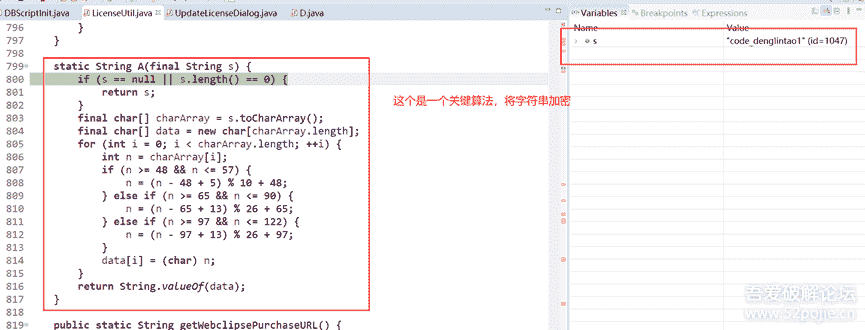 DBScriptInit.java
LicenseUtil.java
UpdateLicenseDialog.java
D.java
Variables
Breakpoints
Expressions
Name
Value
s
"code_denglintao1" (id=1047)
796 }
797 }
798
799 static String A(final String s) {
800 if (s == null || s.length() == 0) {
801 return s;
802 }
803 final char[] charArray = s.toCharArray();
804 final char[] data = new char[charArray.length];
805 for (int i = 0; i < charArray.length; ++i) {
806 int n = charArray[i];
807 if (n >= 48 && n <= 57) {
808 n = (n - 48 + 5) % 10 + 48;
809 } else if (n >= 65 && n <= 90) {
810 n = (n - 65 + 13) % 26 + 65;
811 } else if (n >= 97 && n <= 122) {
812 n = (n - 97 + 13) % 26 + 97;
813 }
814 data[i] = (char) n;
815 }
816 return String.valueOf(data);
817 }
818
819 public static String getWebclipsePurchaseURL() {
这个是一个关键算法，将字符串加密
吾爱破解论坛
www.52pojie.cn